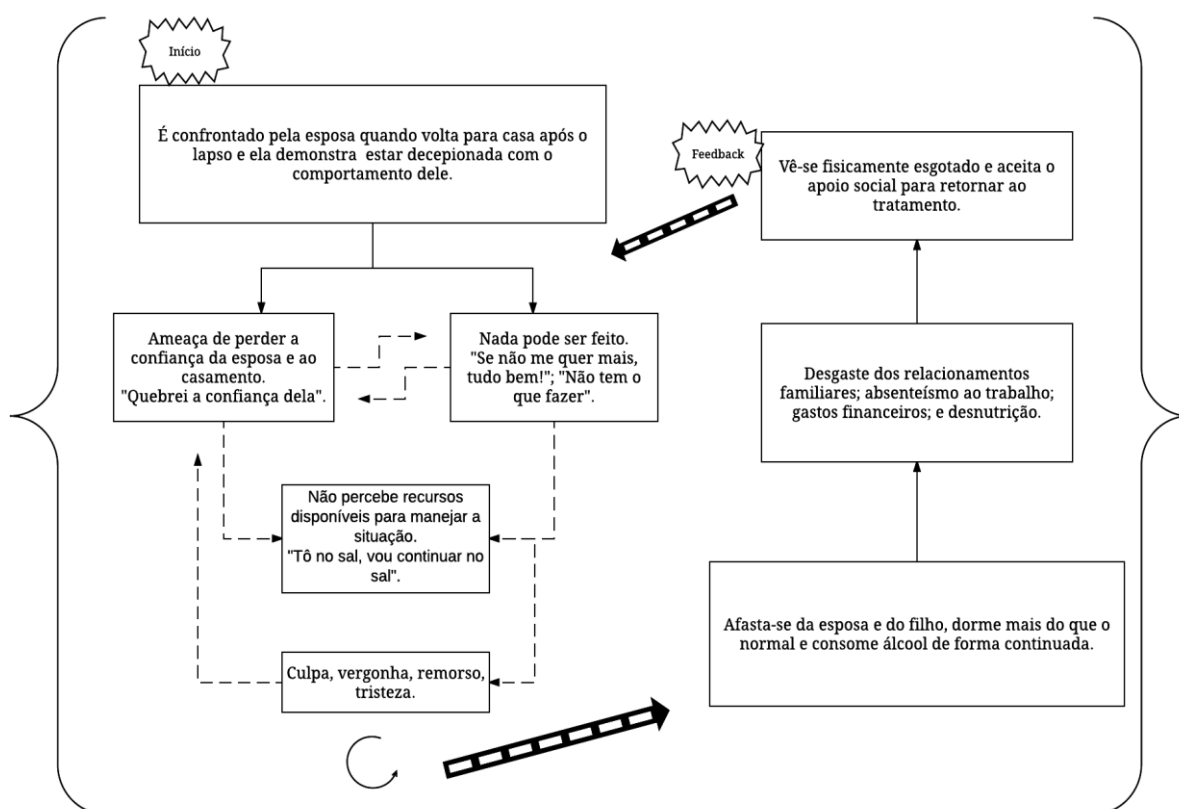 Início
É confrontado pela esposa quando volta para casa após o
lapso e ela demonstra estar decepionada com o
comportamento dele.
Ameaça de perder a
confiança da esposa e ao
casamento.
"Quebrei a confiança dela".
Nada pode ser feito.
"Se não me quer mais,
tudo bem!"; "Não tem o
que fazer".
Não percebe recursos
disponíveis para manejar a
situação.
"Tô no sal, vou continuar no
sal".
Culpa, vergonha, remorso,
tristeza.
Feedback
Vê-se fisicamente esgotado e aceita o
apoio social para retornar ao
tratamento.
Desgaste dos relacionamentos
familiares; absenteísmo ao trabalho;
gastos financeiros; e desnutrição.
Afasta-se da esposa e do filho, dorme mais do que o
normal e consome álcool de forma continuada.